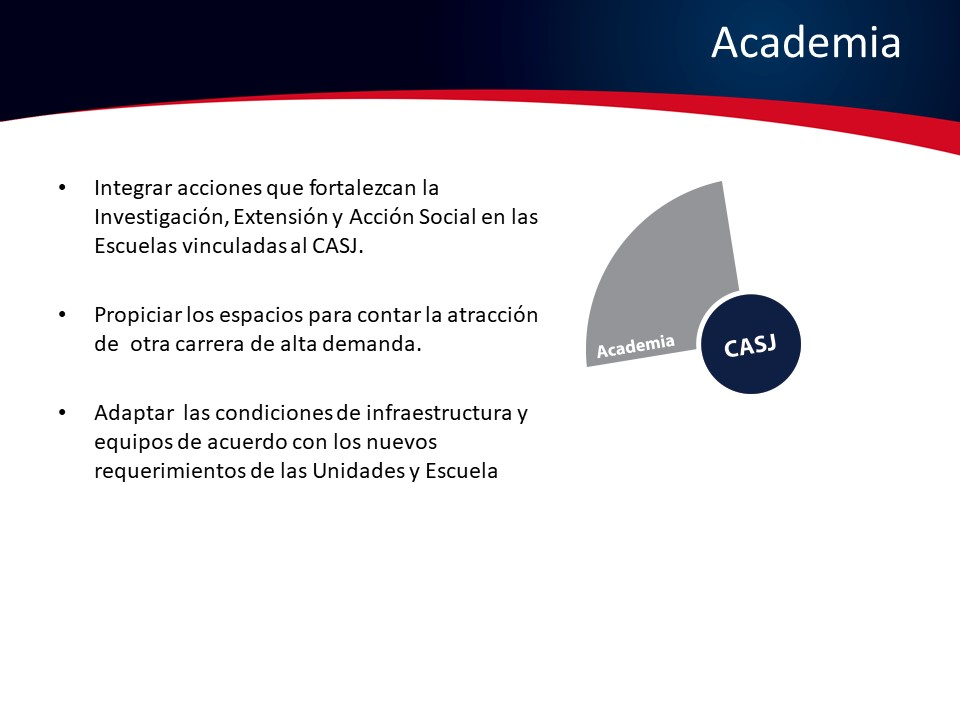 Academia
• Integrar acciones que fortalezcan la
Investigación, Extensión y Acción Social en las
Escuelas vinculadas al CASJ.
• Propiciar los espacios para contar la atracción
de otra carrera de alta demanda.
• Adaptar las condiciones de infraestructura y
equipos de acuerdo con los nuevos
requerimientos de las Unidades y Escuela
Academia
CASJ